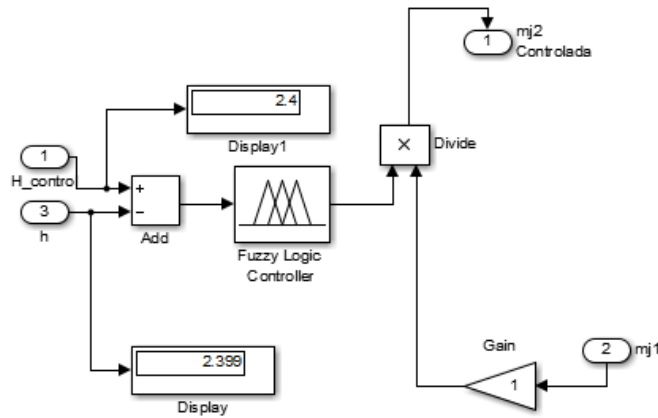 1
mj2
Controlada
2.4
Display1
×
Divide
1
H_contro
+
−
3
h
Add
Fuzzy Logic
Controller
2.399
Display
Gain
1
2
mj1